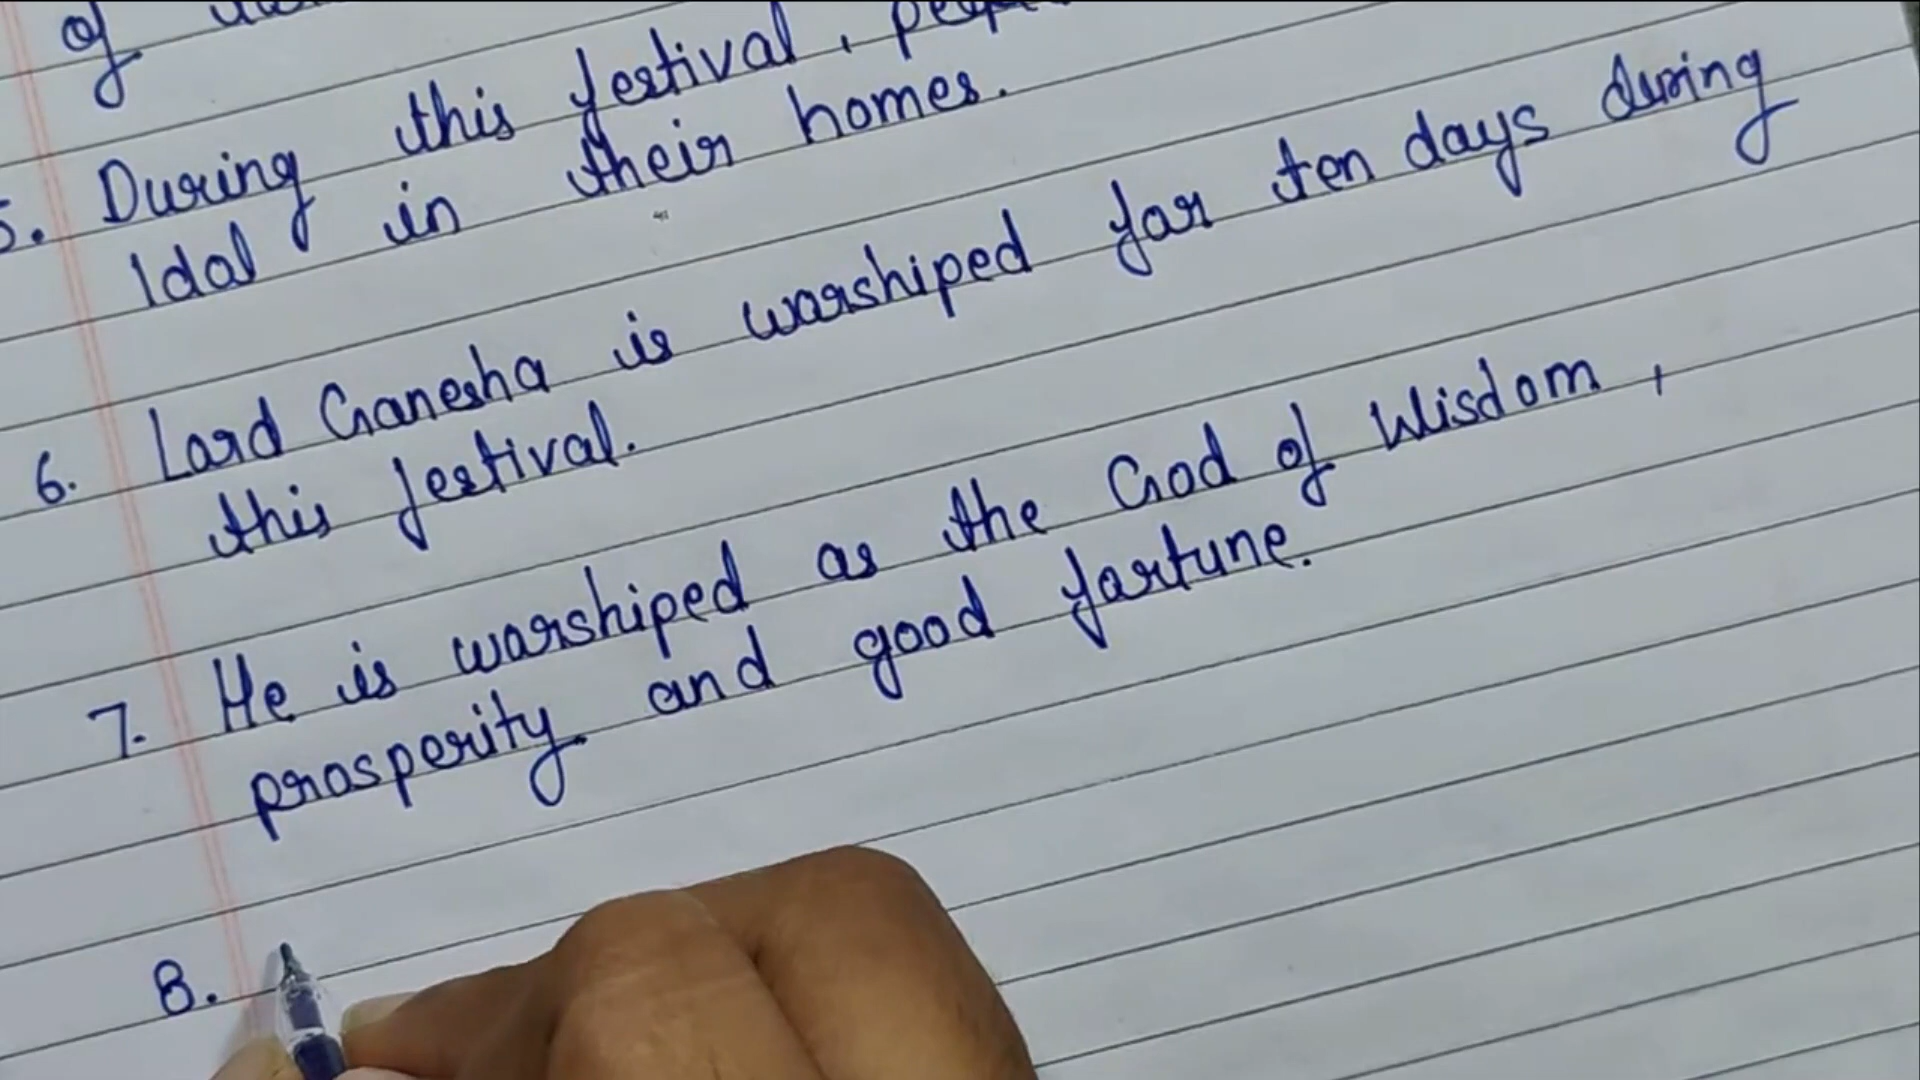 of
5. During this festival,
Idol in their homes.
6. Lord Ganesha is worshiped for ten days during
this festival.
7. He is worshiped as the God of Wisdom,
prosperity and good fortune.
8.